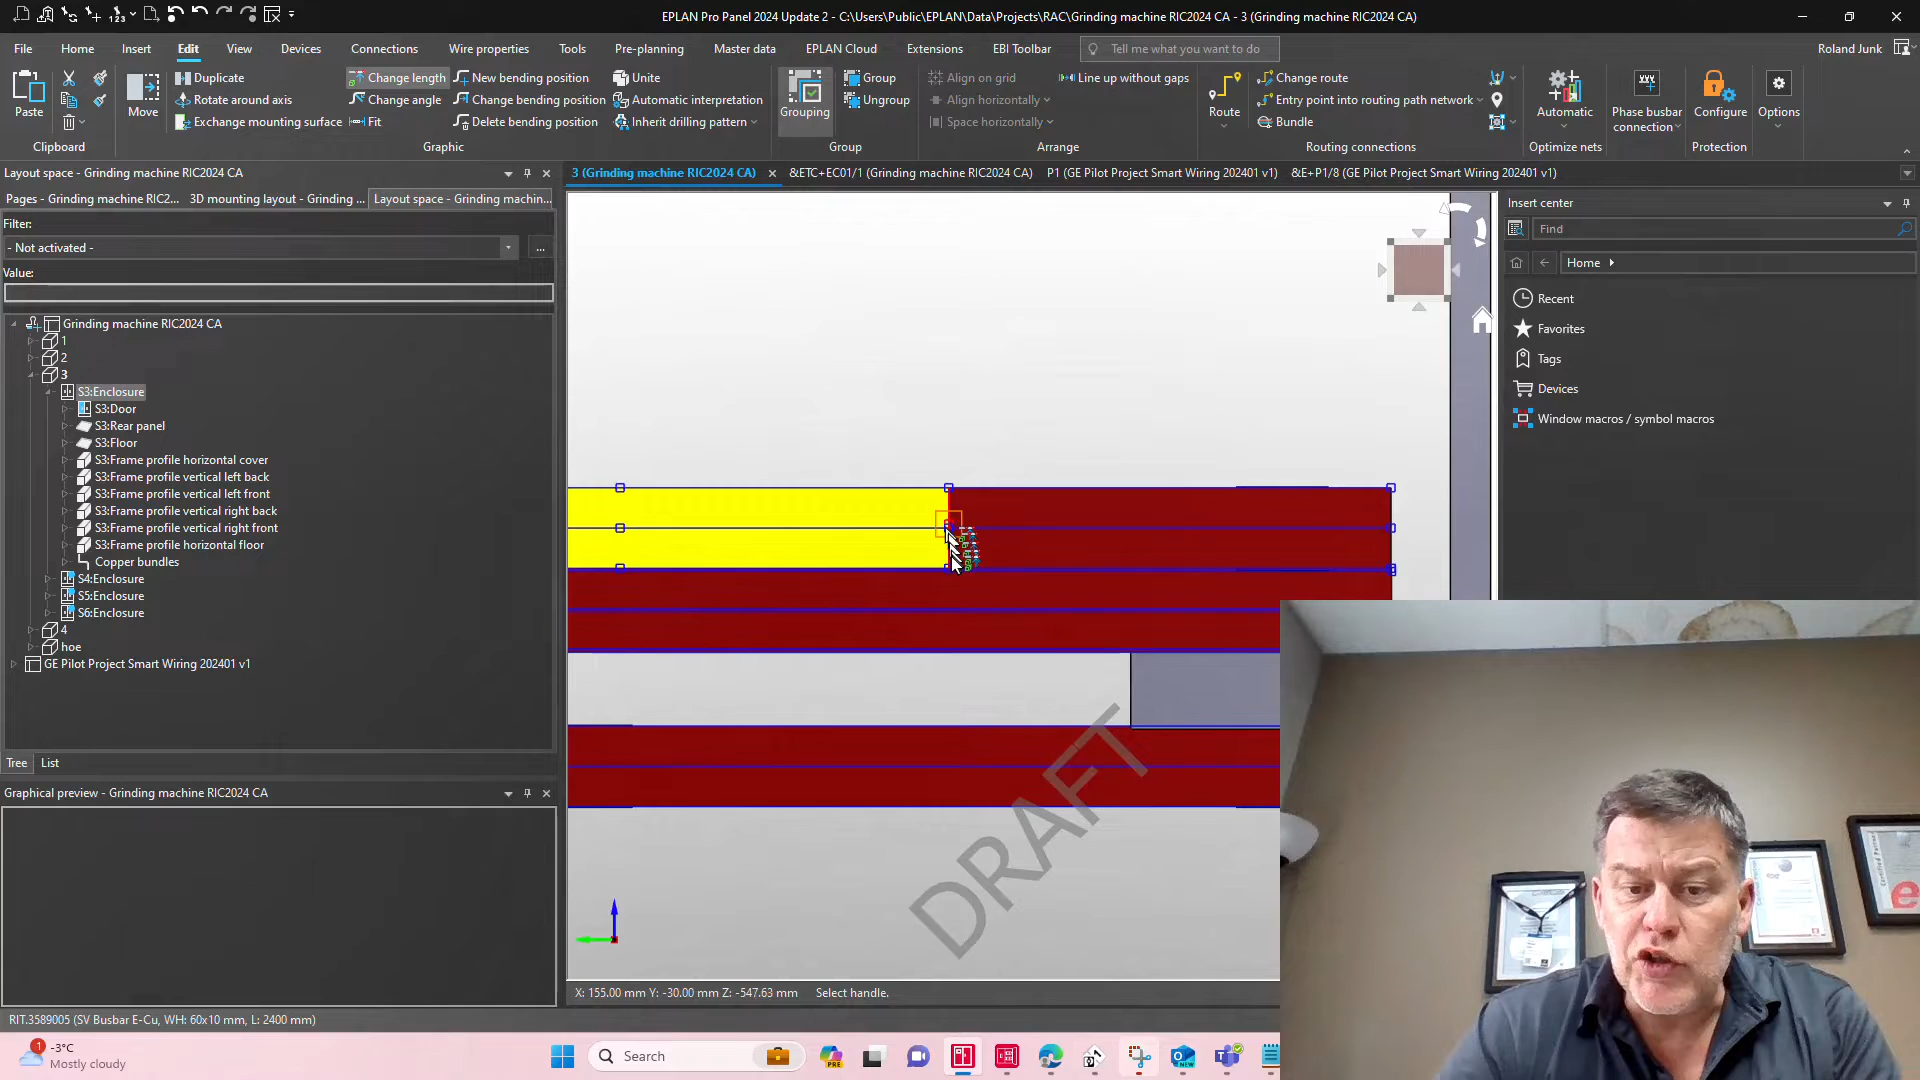 EPLAN Pro Panel 2024 Update 2 - C:\Users\Public\EPLAN\Data\Projects\RAC\Grinding machine RIC2024 CA - 3 (Grinding machine RIC2024 CA)
File Home Insert Edit View Devices Connections Wire properties Tools Pre-planning Master data EPLAN Cloud Extensions EBI Toolbar Tell me what you want to do Roland Junk
Duplicate Change length New bending position Unite Group Align on grid Line up without gaps Change route
Rotate around axis Change angle Change bending position Automatic interpretation Ungroup Align horizontally Entry point into routing path network
Exchange mounting surface Fit Delete bending position Inherit drilling pattern Space horizontally Bundle
Paste Move Grouping Route Automatic Phase busbar connection Configure Options
Clipboard Graphic Group Arrange Routing connections Optimize nets Protection
Layout space - Grinding machine RIC2024 CA
3 (Grinding machine RIC2024 CA) &ETC+EC01/1 (Grinding machine RIC2024 CA) P1 (GE Pilot Project Smart Wiring 202401 v1) &E+P1/8 (GE Pilot Project Smart Wiring 202401 v1)
Pages - Grinding machine RIC2... 3D mounting layout - Grinding ... Layout space - Grinding machin...
Filter:
- Not activated -
...
Value:
Grinding machine RIC2024 CA
1
2
3
S3:Enclosure
S3:Door
S3:Rear panel
S3:Floor
S3:Frame profile horizontal cover
S3:Frame profile vertical left back
S3:Frame profile vertical left front
S3:Frame profile vertical right back
S3:Frame profile vertical right front
S3:Frame profile horizontal floor
Copper bundles
S4:Enclosure
S5:Enclosure
S6:Enclosure
4
hoe
GE Pilot Project Smart Wiring 202401 v1
Tree List
Graphical preview - Grinding machine RIC2024 CA
DRAFT
X: 155.00 mm Y: -30.00 mm Z: -547.63 mm Select handle.
Insert center
Find
Home
Recent
Favorites
Tags
Devices
Window macros / symbol macros
RIT.3589005 (SV Busbar E-Cu, WH: 60x10 mm, L: 2400 mm)
1
-3°C
Mostly cloudy
Search
PRE